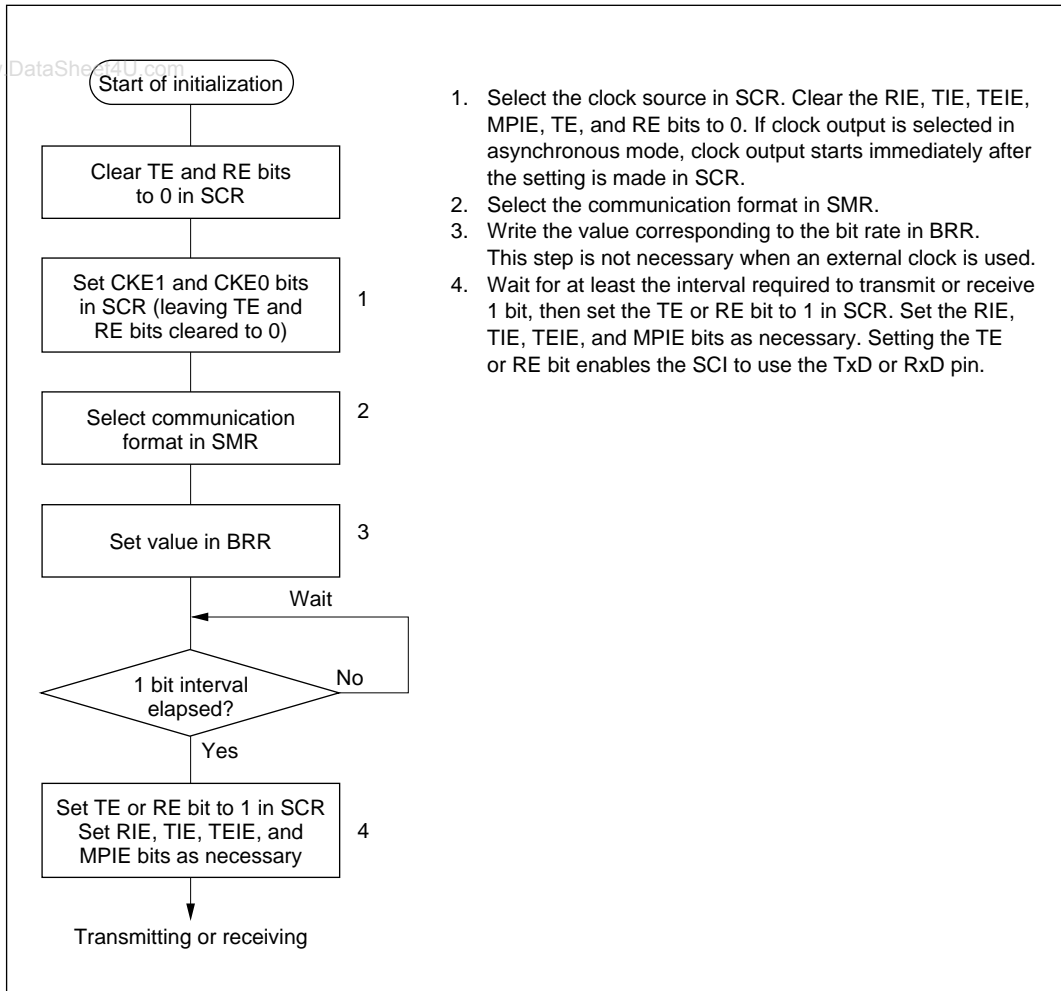 .DataSheet4U.com
Start of initialization
Clear TE and RE bits
to 0 in SCR
Set CKE1 and CKE0 bits
in SCR (leaving TE and
RE bits cleared to 0)
1
Select communication
format in SMR
2
Set value in BRR
3
Wait
1 bit interval
elapsed?
No
Yes
Set TE or RE bit to 1 in SCR
Set RIE, TIE, TEIE, and
MPIE bits as necessary
4
Transmitting or receiving
1. Select the clock source in SCR. Clear the RIE, TIE, TEIE,
MPIE, TE, and RE bits to 0. If clock output is selected in
asynchronous mode, clock output starts immediately after
the setting is made in SCR.
2. Select the communication format in SMR.
3. Write the value corresponding to the bit rate in BRR.
This step is not necessary when an external clock is used.
4. Wait for at least the interval required to transmit or receive
1 bit, then set the TE or RE bit to 1 in SCR. Set the RIE,
TIE, TEIE, and MPIE bits as necessary. Setting the TE
or RE bit enables the SCI to use the TxD or RxD pin.